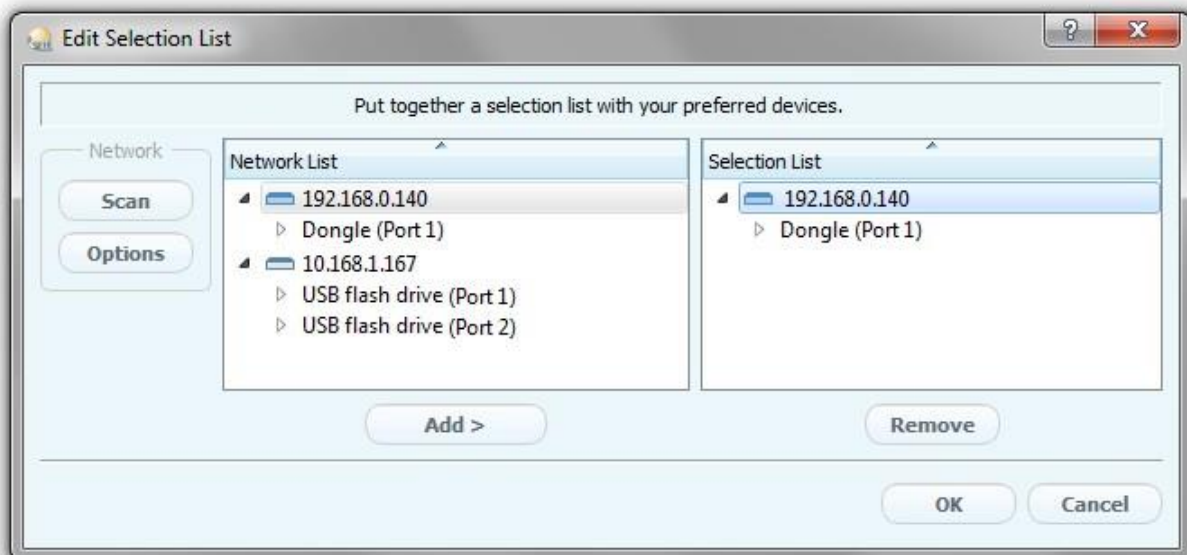 Edit Selection List
?
X
Put together a selection list with your preferred devices.
Network
Scan
Options
Network List
192.168.0.140
Dongle (Port 1)
10.168.1.167
USB flash drive (Port 1)
USB flash drive (Port 2)
Add >
Selection List
192.168.0.140
Dongle (Port 1)
Remove
OK
Cancel